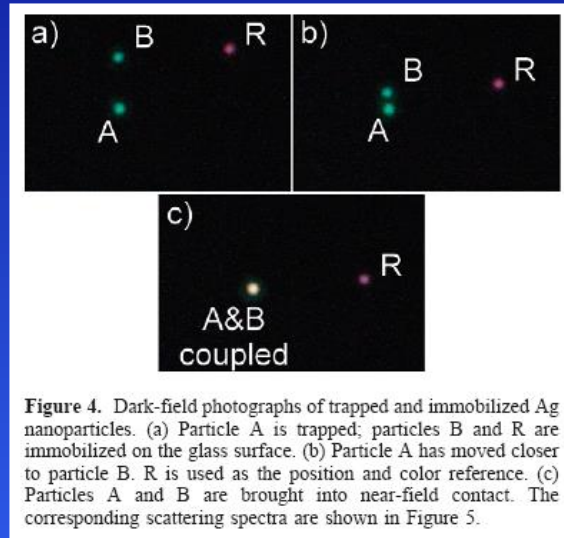 a)
B
R
A
b)
B
R
A
c)
R
A&B
coupled
Figure 4. Dark-field photographs of trapped and immobilized Ag
nanoparticles. (a) Particle A is trapped; particles B and R are
immobilized on the glass surface. (b) Particle A has moved closer
to particle B. R is used as the position and color reference. (c)
Particles A and B are brought into near-field contact. The
corresponding scattering spectra are shown in Figure 5.